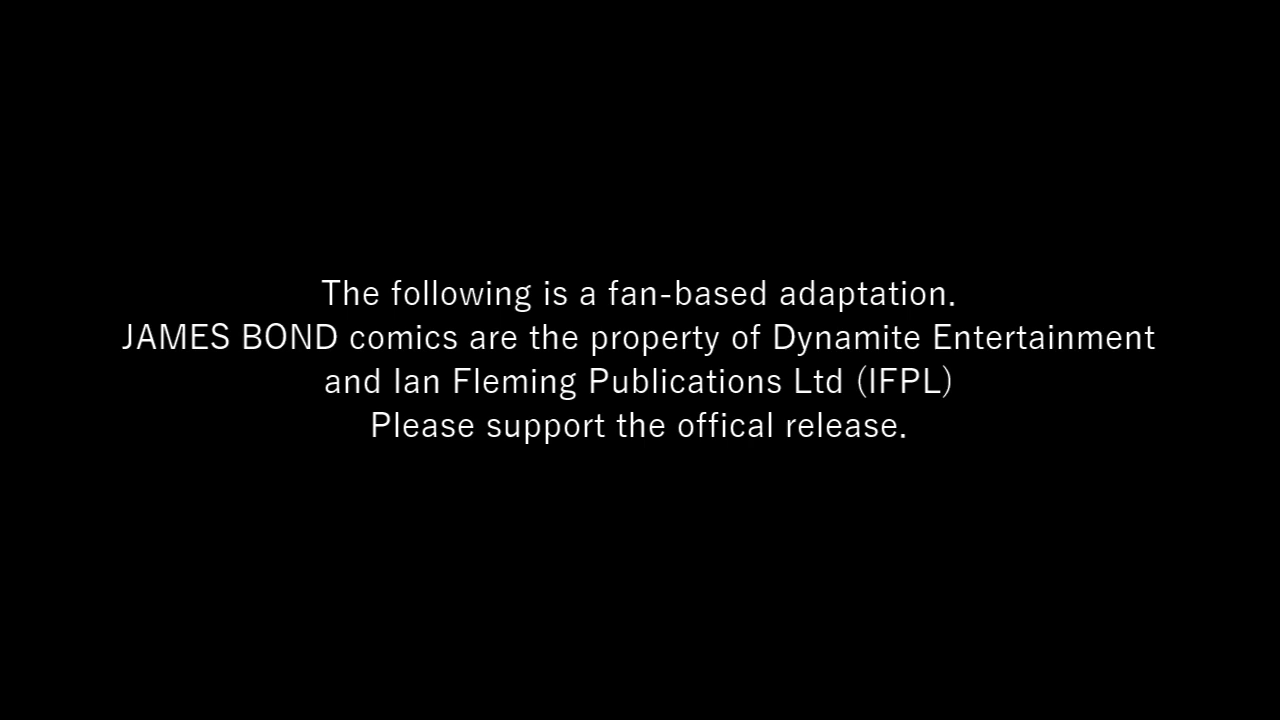 The following is a fan-based adaptation.
JAMES BOND comics are the property of Dynamite Entertainment
and Ian Fleming Publications Ltd (IFPL)
Please support the offical release.